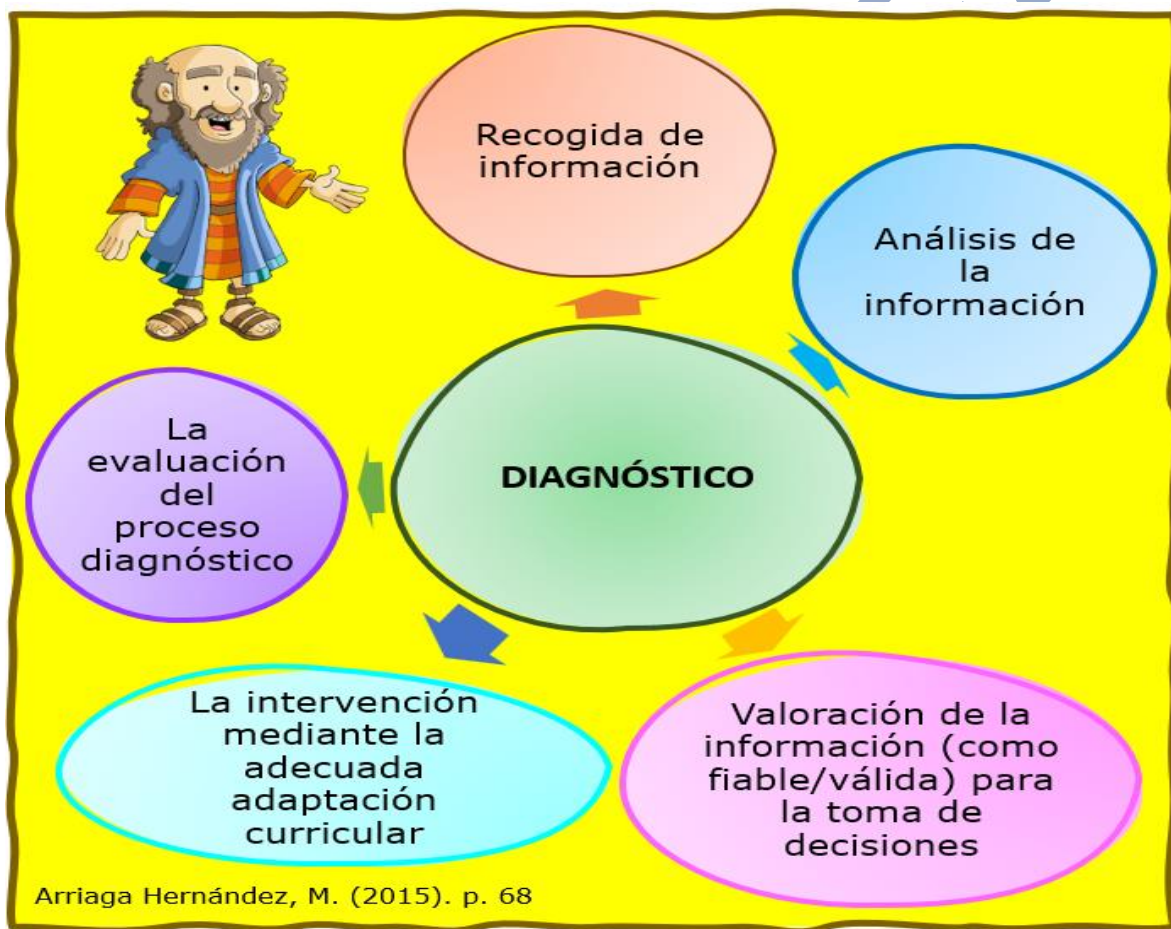 Recogida de
información
Análisis de
la
información
DIAGNÓSTICO
La
evaluación
del
proceso
diagnóstico
La intervención
mediante la
adecuada
adaptación
curricular
Valoración de la
información (como
fiable/válida) para
la toma de
decisiones
Arriaga Hernández, M. (2015). p. 68